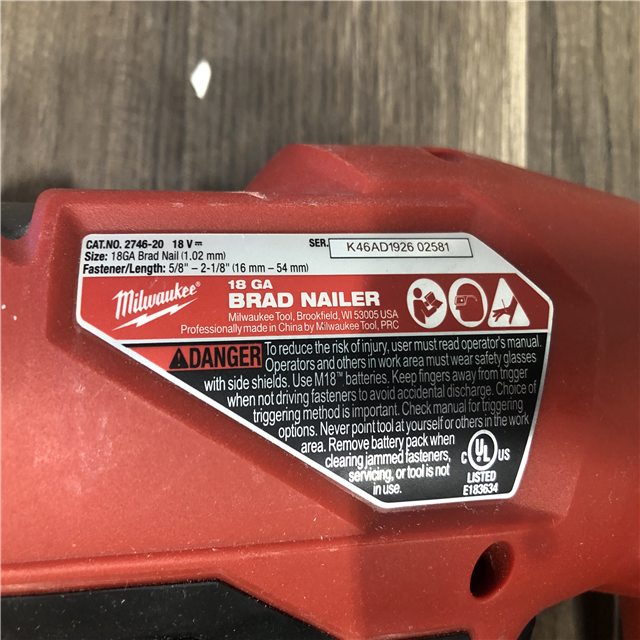 CAT.NO. 2746-20 18 V
Size: 18GA Brad Nail (1.02 mm)
Fastener/Length: 5/8" – 2-1/8" (16 mm – 54 mm)
SER. K46AD1926 02581
Milwaukee
18 GA
BRAD NAILER
Milwaukee Tool, Brookfield, WI 53005 USA
Professionally made in China by Milwaukee Tool, PRC
DANGER To reduce the risk of injury, user must read operator's manual.
Operators and others in work area must wear safety glasses
with side shields. Use M18™ batteries. Keep fingers away from trigger
when not driving fasteners to avoid accidental discharge. Choice of
triggering method is important. Check manual for triggering
options. Never point tool at yourself or others in the work
area. Remove battery pack when
clearing jammed fasteners,
servicing, or tool is not
in use.
C UL US
LISTED
E183634